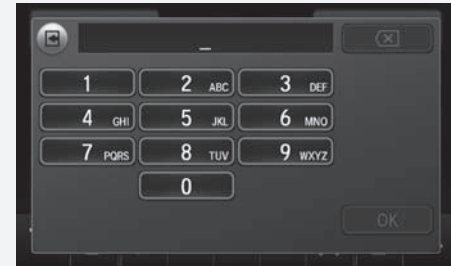 _
1 2 ABC 3 DEF
4 GHI 5 JKL 6 MNO
7 PQRS 8 TUV 9 WXYZ
0
OK